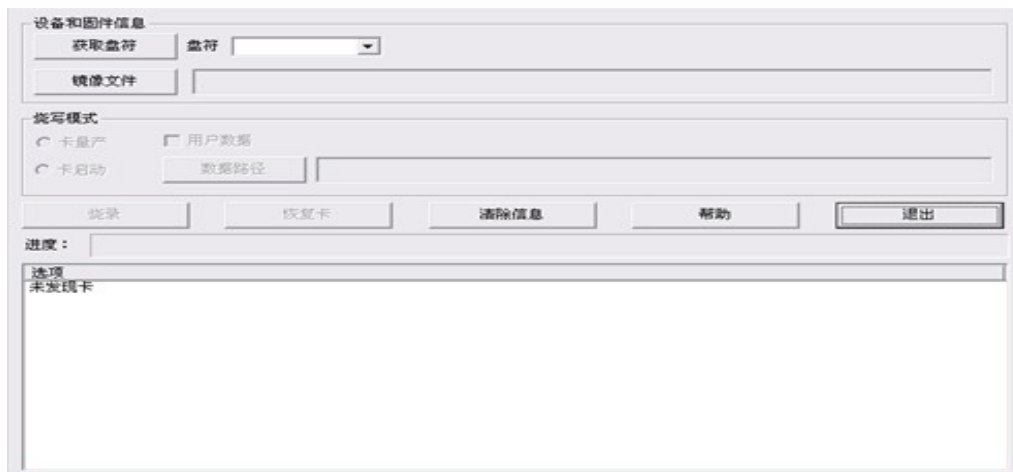 设备和固件信息
获取盘符 盘符
镜像文件
烧写模式
卡量产 用户数据
卡启动 数据路径
烧录 恢复卡 清除信息 帮助 退出
进度：
选项
未发现卡